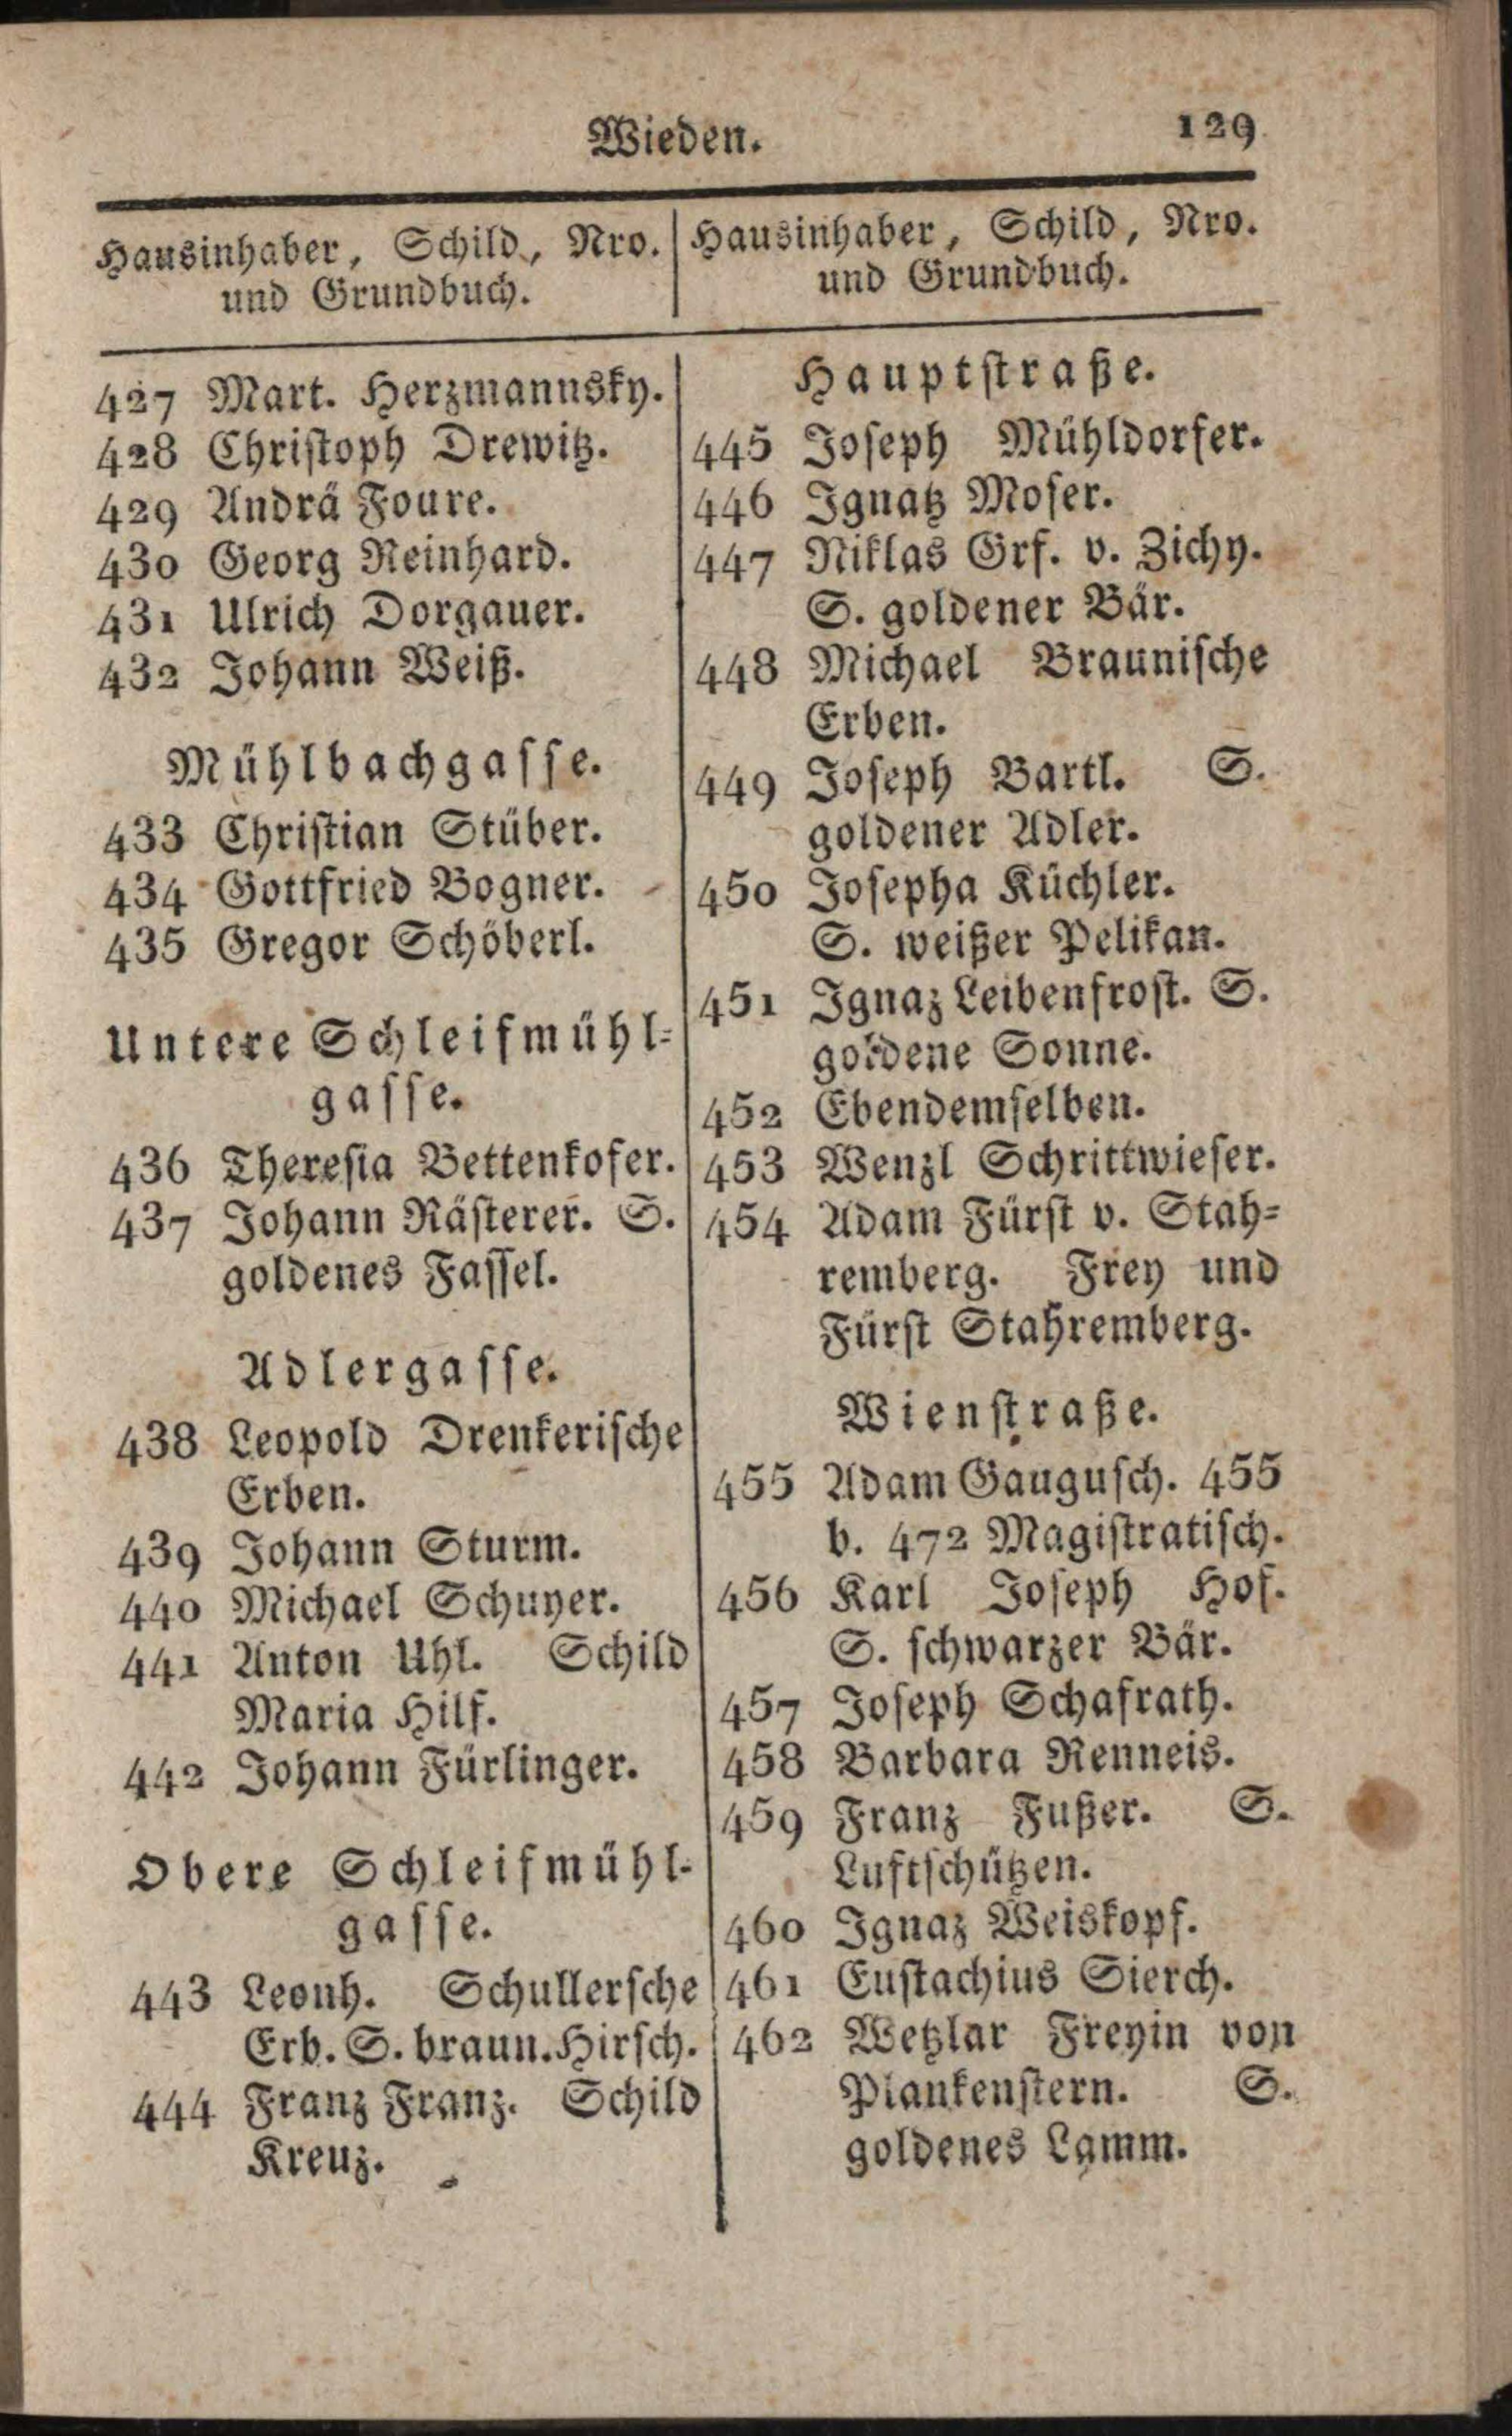 Wieden.
129
Hausinhaber, Schild, Nro.
und Grundbuch.
427 Mart. Herzmannsky.
428 Christoph Drewitz.
429 Andrä Foure.
430 Georg Reinhard.
431 Ulrich Dorgauer.
432 Johann Weiß.
Mühlbachgasse.
433 Christian Stüber.
434 Gottfried Bogner.
435 Gregor Schöberl.
Untere Schleifmühl-
gasse.
436 Theresia Bettenkofer.
437 Johann Rästerer. S.
goldenes Fassel.
Adlergasse.
438 Leopold Drenkerische
Erben.
439 Johann Sturm.
440 Michael Schuyer.
441 Anton Uhl. Schild
Maria Hilf.
442 Johann Fürlinger.
Obere Schleifmühl-
gasse.
443 Leonh. Schullersche
Erb. S. braun. Hirsch.
444 Franz Franz. Schild
Kreuz.
Hausinhaber, Schild, Nro.
und Grundbuch.
Hauptstraße.
445 Joseph Mühldorfer.
446 Ignatz Moser.
447 Niklas Grf. v. Zichy.
S. goldener Bär.
448 Michael Braunische
Erben.
449 Joseph Bartl. S.
goldener Adler.
450 Josepha Küchler.
S. weißer Pelikan.
451 Ignaz Leibenfrost. S.
goldene Sonne.
452 Ebendemselben.
453 Wenzl Schrittwieser.
454 Adam Fürst v. Stah-
remberg. Frey und
Fürst Stahremberg.
Wienstraße.
455 Adam Gaugusch. 455
b. 472 Magistratisch.
456 Karl Joseph Hof.
S. schwarzer Bär.
457 Joseph Schafrath.
458 Barbara Renneis.
459 Franz Fußer. S.
Luftschützen.
460 Ignaz Weiskopf.
461 Eustachius Sierch.
462 Wetzlar Freyin von
Plankenstern. S.
goldenes Lamm.